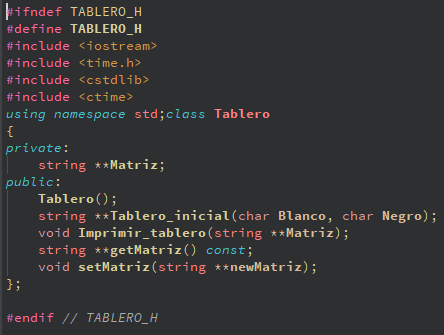 #ifndef TABLERO_H
#define TABLERO_H
#include <iostream>
#include <time.h>
#include <cstdlib>
#include <ctime>
using namespace std;class Tablero
{
private:
    string **Matriz;
public:
    Tablero();
    string **Tablero_inicial(char Blanco, char Negro);
    void Imprimir_tablero(string **Matriz);
    string **getMatriz() const;
    void setMatriz(string **newMatriz);
};

#endif // TABLERO_H